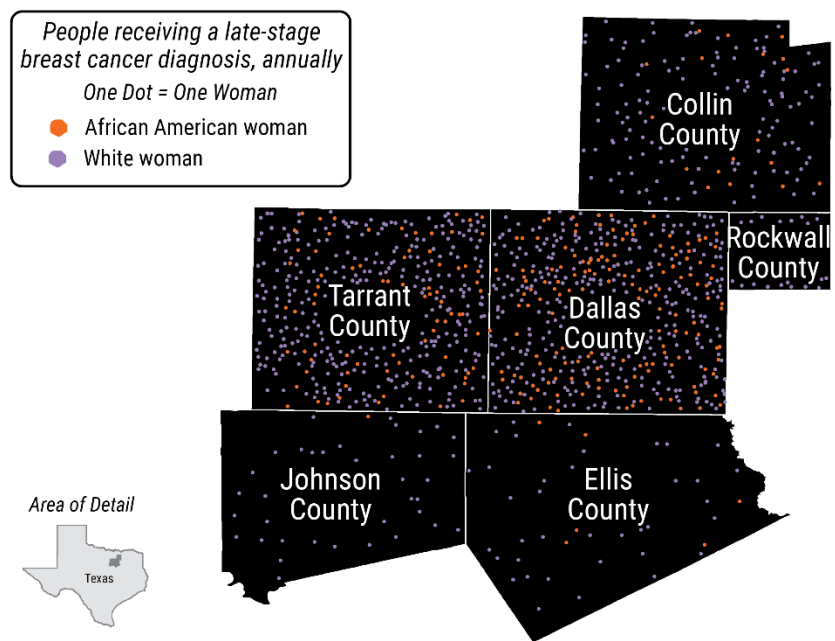 People receiving a late-stage
breast cancer diagnosis, annually
One Dot = One Woman
African American woman
White woman
Collin
County
Rockwall
County
Tarrant
County
Dallas
County
Johnson
County
Ellis
County
Area of Detail
Texas